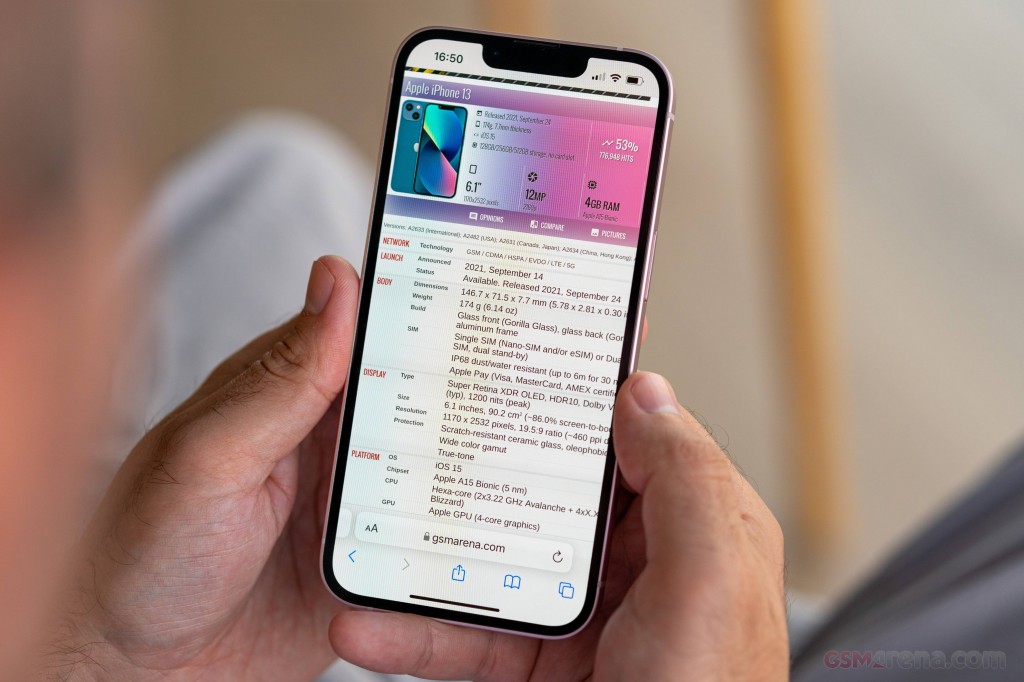 16:50
Apple iPhone 13
Released 2021, September 24
174g, 7.7mm thickness
iOS 15
128GB/256GB/512GB storage, no card slot
53%
776,948 HITS
6.1"
1170x2532 pixels
12MP
2160p
4GB RAM
Apple A15 Bionic
OPINIONS
COMPARE
PICTURES
Versions: A2633 (International); A2482 (USA); A2631 (Canada, Japan); A2634 (China, Hong Kong);
NETWORK Technology GSM / CDMA / HSPA / EVDO / LTE / 5G
LAUNCH Announced 2021, September 14
Status Available. Released 2021, September 24
BODY Dimensions 146.7 x 71.5 x 7.7 mm (5.78 x 2.81 x 0.30 in
Weight 174 g (6.14 oz)
Build Glass front (Gorilla Glass), glass back (Gor
aluminum frame
SIM Single SIM (Nano-SIM and/or eSIM) or Dua
SIM, dual stand-by)
IP68 dust/water resistant (up to 6m for 30 m
Apple Pay (Visa, MasterCard, AMEX certifie
DISPLAY Type Super Retina XDR OLED, HDR10, Dolby V
(typ), 1200 nits (peak)
Size 6.1 inches, 90.2 cm² (~86.0% screen-to-bo
Resolution 1170 x 2532 pixels, 19.5:9 ratio (~460 ppi d
Protection Scratch-resistant ceramic glass, oleophobic
Wide color gamut
True-tone
PLATFORM OS iOS 15
Chipset Apple A15 Bionic (5 nm)
CPU Hexa-core (2x3.22 GHz Avalanche + 4xX.X
Blizzard)
GPU Apple GPU (4-core graphics)
AA gsmarena.com
GSMarena.com